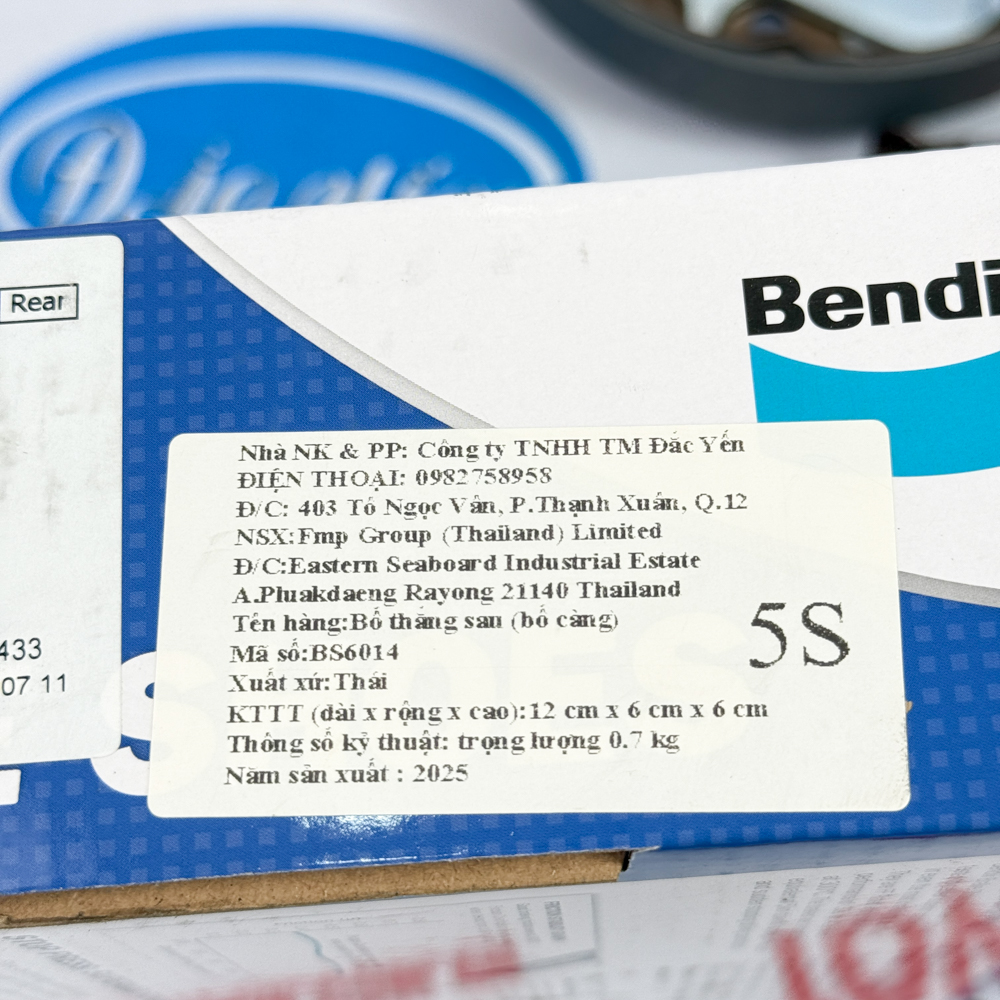 Rear
Bendi
433
07 11
Nhà NK & PP: Công ty TNHH TM Đắc Yến
ĐIỆN THOẠI: 0982758958
Đ/C: 403 Tô Ngọc Vân, P.Thạnh Xuân, Q.12
NSX:Fmp Group (Thailand) Limited
Đ/C:Eastern Seaboard Industrial Estate
A.Pluakdaeng Rayong 21140 Thailand
Tên hàng:Bố thắng sau (bố càng)
Mã số:BS6014
Xuất xứ:Thái
KTTT (dài x rộng x cao):12 cm x 6 cm x 6 cm
Thông số kỹ thuật: trọng lượng 0.7 kg
Năm sản xuất : 2025
5S